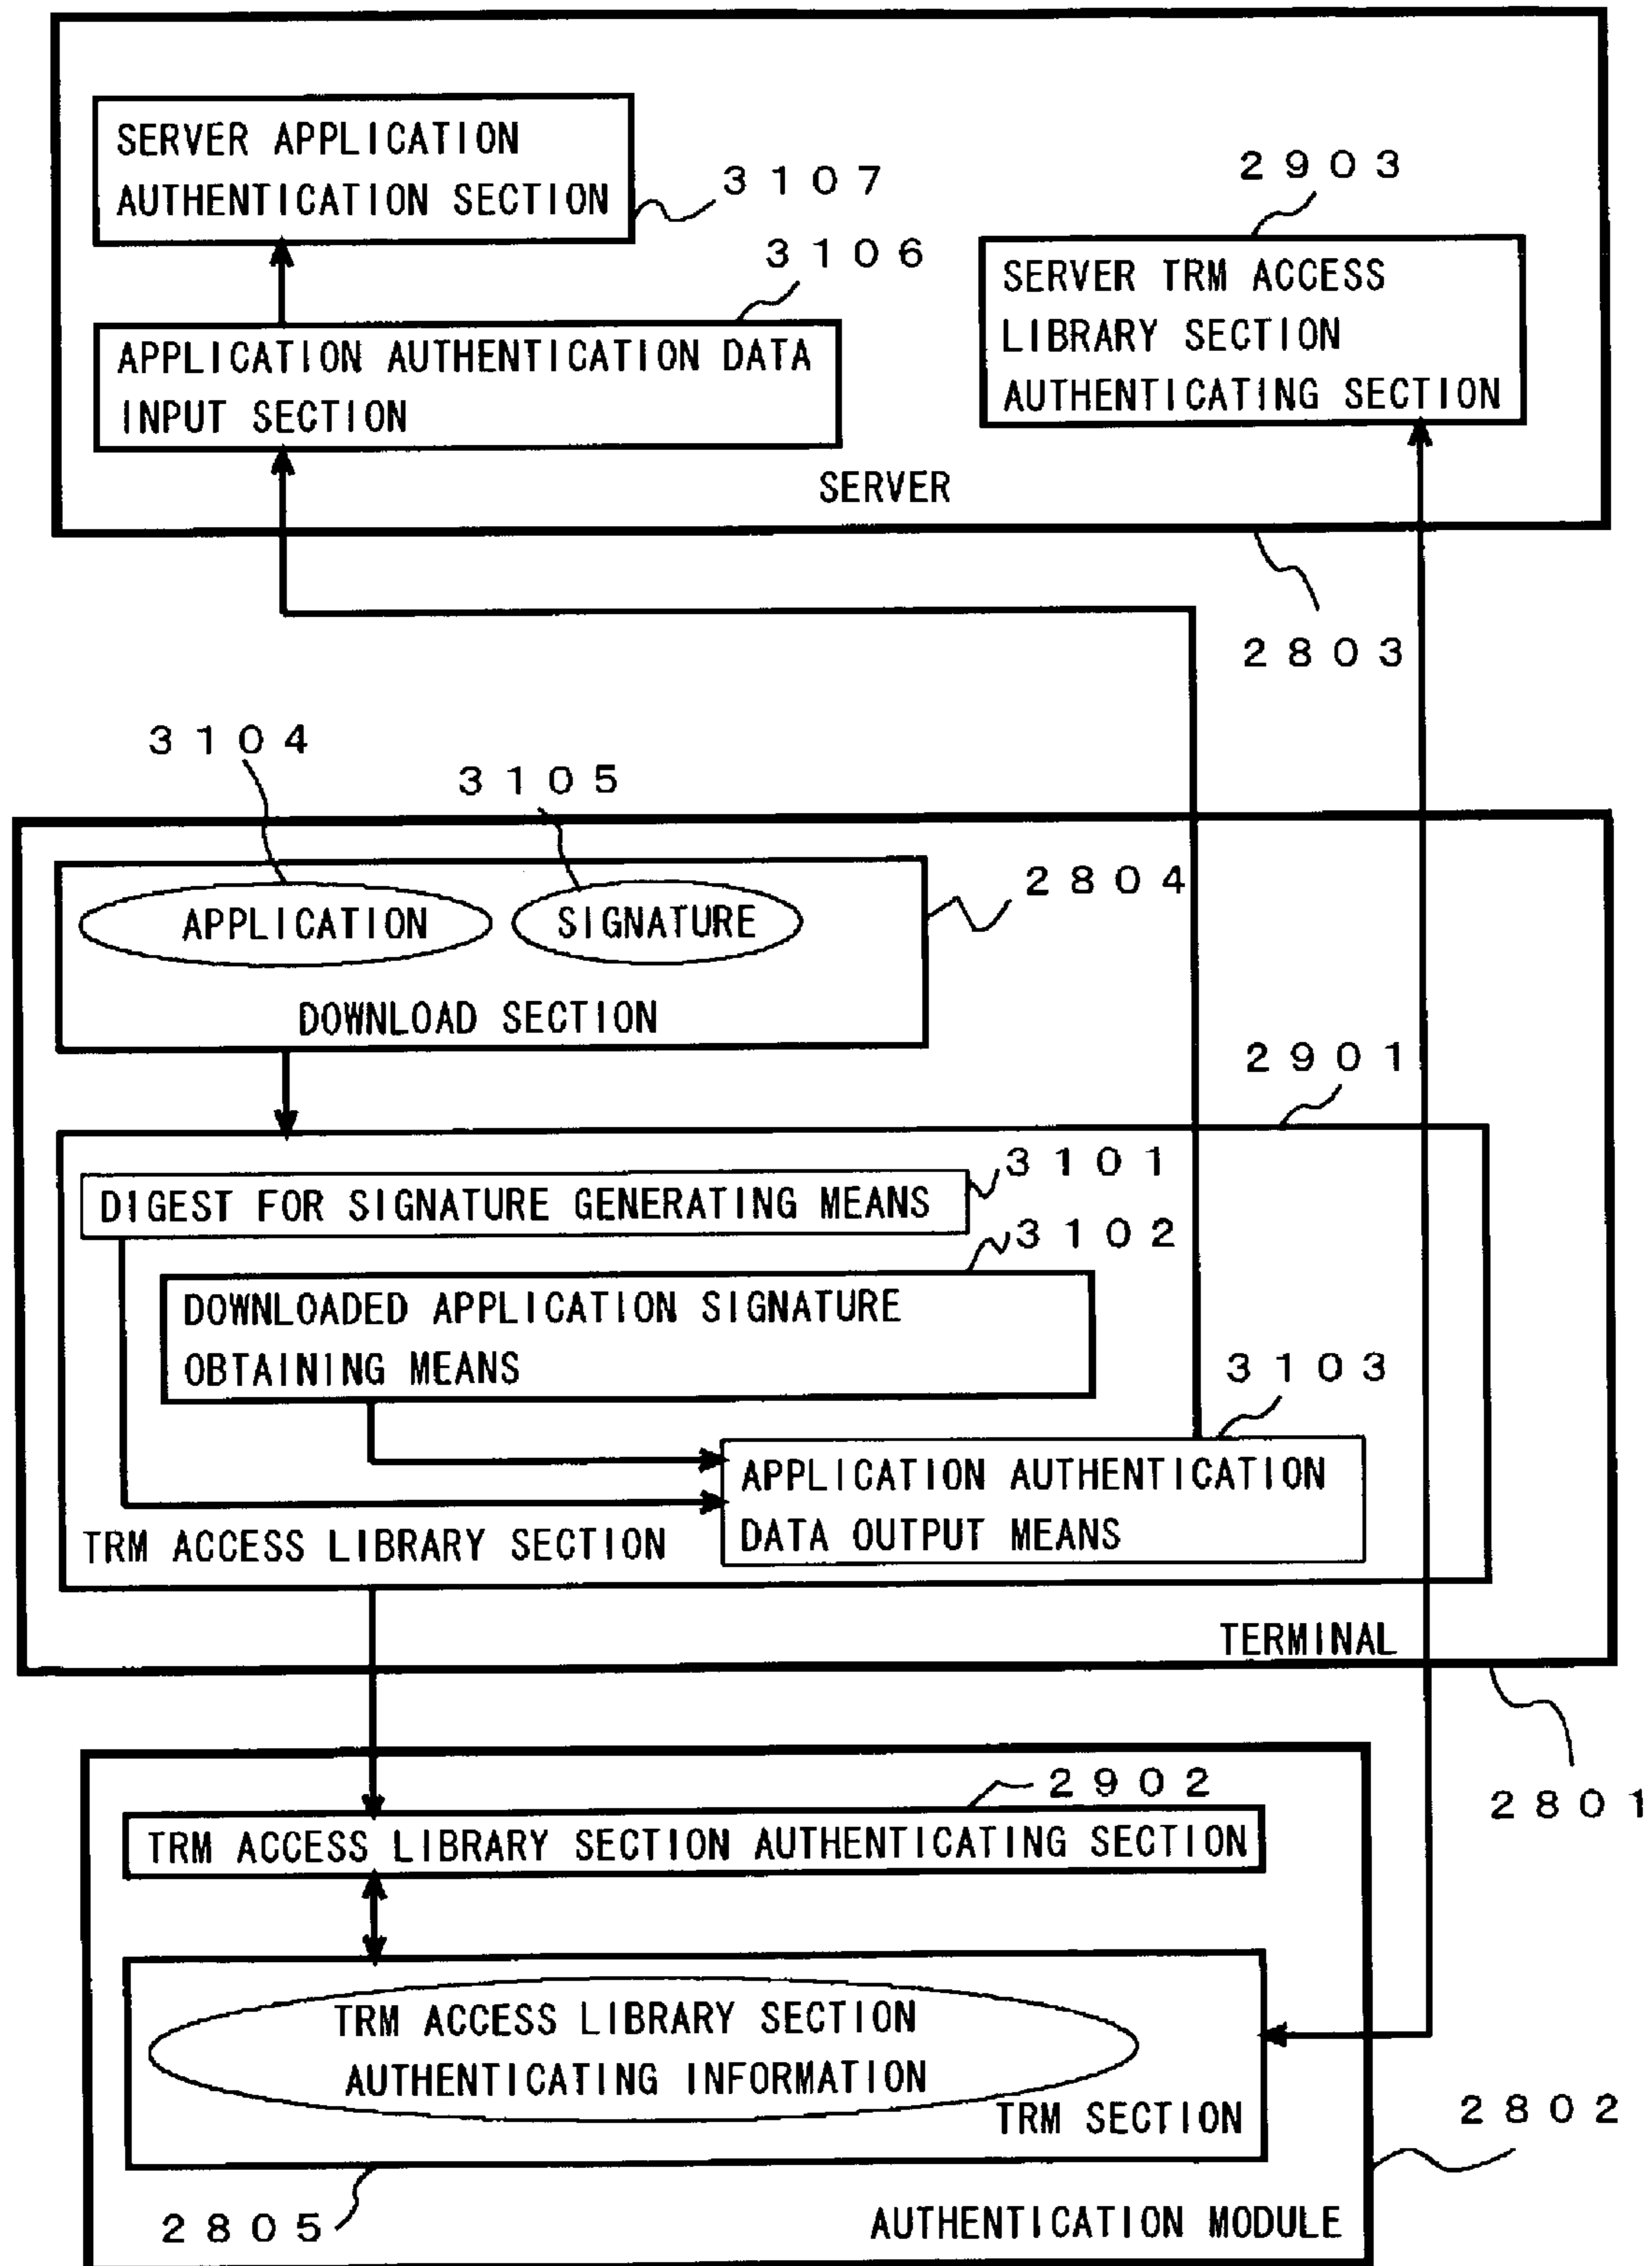 SERVER APPLICATION
AUTHENTICATION SECTION
3107
2903
3106
SERVER TRM ACCESS
LIBRARY SECTION
AUTHENTICATING SECTION
APPLICATION AUTHENTICATION DATA
INPUT SECTION
SERVER
2803
3104
3105
2804
APPLICATION
SIGNATURE
DOWNLOAD SECTION
2901
3101
DIGEST FOR SIGNATURE GENERATING MEANS
3102
DOWNLOADED APPLICATION SIGNATURE
OBTAINING MEANS
3103
APPLICATION AUTHENTICATION
DATA OUTPUT MEANS
TRM ACCESS LIBRARY SECTION
TERMINAL
2801
2902
TRM ACCESS LIBRARY SECTION AUTHENTICATING SECTION
TRM ACCESS LIBRARY SECTION
AUTHENTICATING INFORMATION
TRM SECTION
2802
2805
AUTHENTICATION MODULE